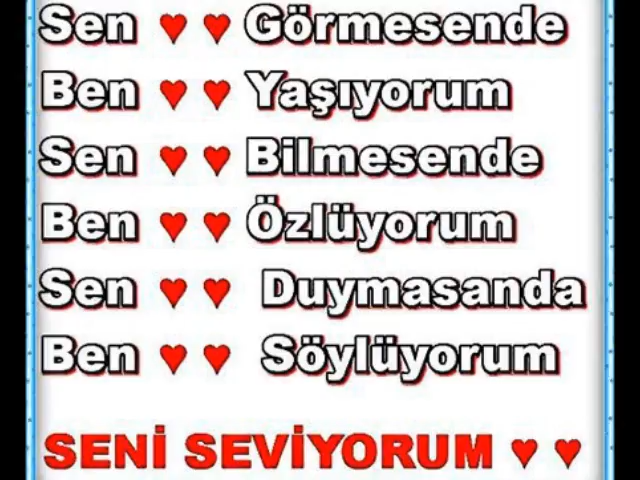 Sen ♥ ♥ Görmesende
Ben ♥ ♥ Yaşıyorum
Sen ♥ ♥ Bilmesende
Ben ♥ ♥ Özlüyorum
Sen ♥ ♥ Duymasanda
Ben ♥ ♥ Söylüyorum
SENİ SEVİYORUM ♥ ♥